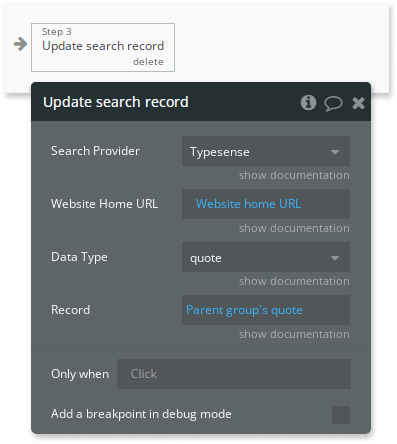 Step 3
Update search record
delete
Update search record
Search Provider Typesense
show documentation
Website Home URL Website home URL
show documentation
Data Type quote
show documentation
Record Parent group's quote
show documentation
Only when Click
Add a breakpoint in debug mode